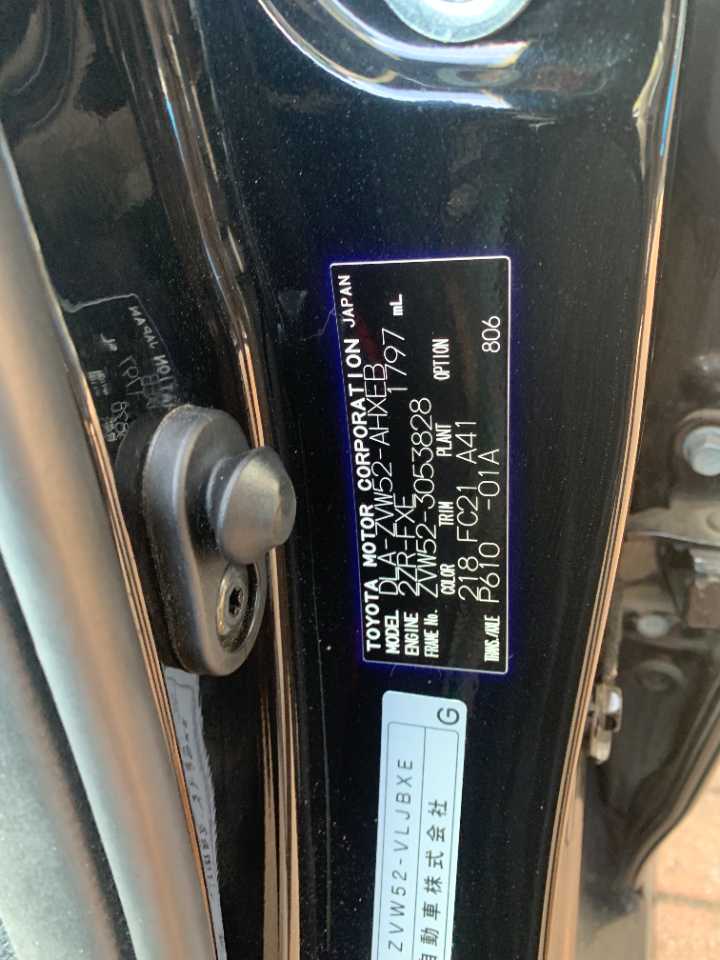 TOYOTA MOTOR CORPORATION JAPAN
MODEL DLA-ZVW52-AHXEB
ENGINE 2ZR-FXE 1797 mL
FRAME No. ZVW52-3053828
COLOR TRIM PLANT OPTION
218 FC21 A41
TRANS./AXLE P610 -01A 806
ZVW52-VLJBXE
自動車株式会社 G